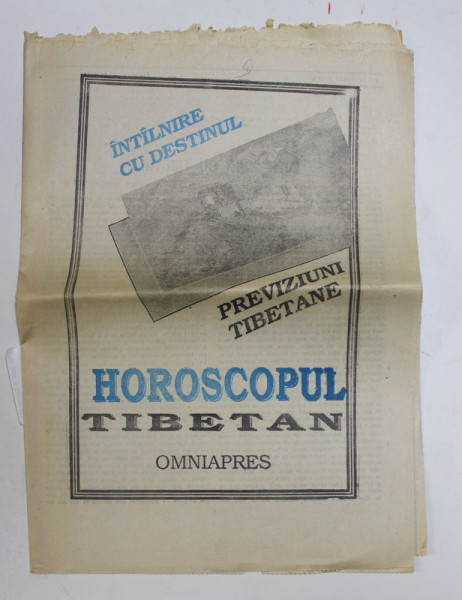 ÎNTÎLNIRE
CU DESTINUL
PREVIZIUNI
TIBETANE
HOROSCOPUL
TIBETAN
OMNIAPRES